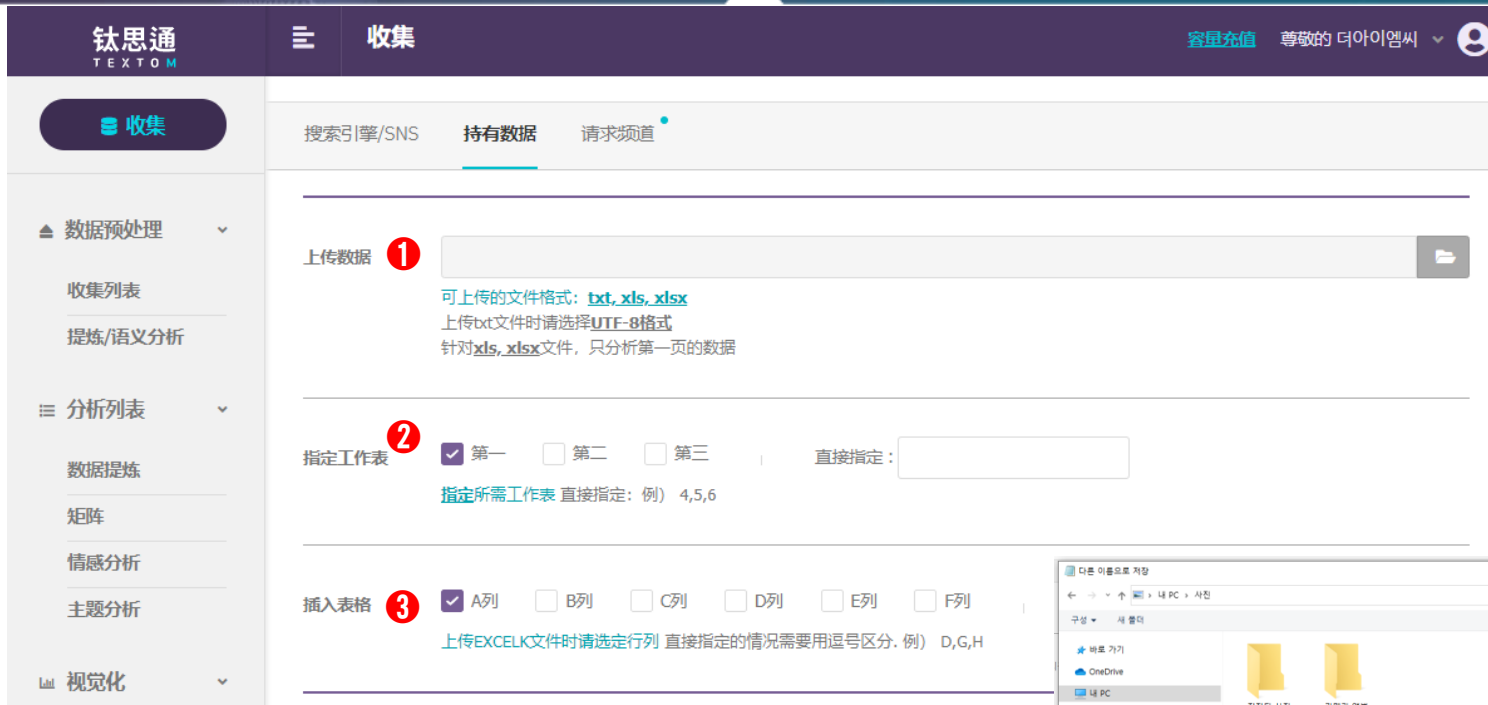 钛思通
TEXTOM
收集
容量充值 尊敬的 더아이엠씨
收集
搜索引擎/SNS 持有数据 请求频道
数据预处理
收集列表
提炼/语义分析
分析列表
数据提炼
矩阵
情感分析
主题分析
视觉化
上传数据 1
可上传的文件格式：txt, xls, xlsx
上传txt文件时请选择UTF-8格式
针对xls, xlsx文件，只分析第一页的数据
指定工作表 2 第一 第二 第三 直接指定 :
指定所需工作表 直接指定：例） 4,5,6
插入表格 3 A列 B列 C列 D列 E列 F列
上传EXCELK文件时请选定行列 直接指定的情况需要用逗号区分. 例） D,G,H
다른 이름으로 저장
내 PC › 사진
구성 새 폴더
바로 가기
OneDrive
내 PC